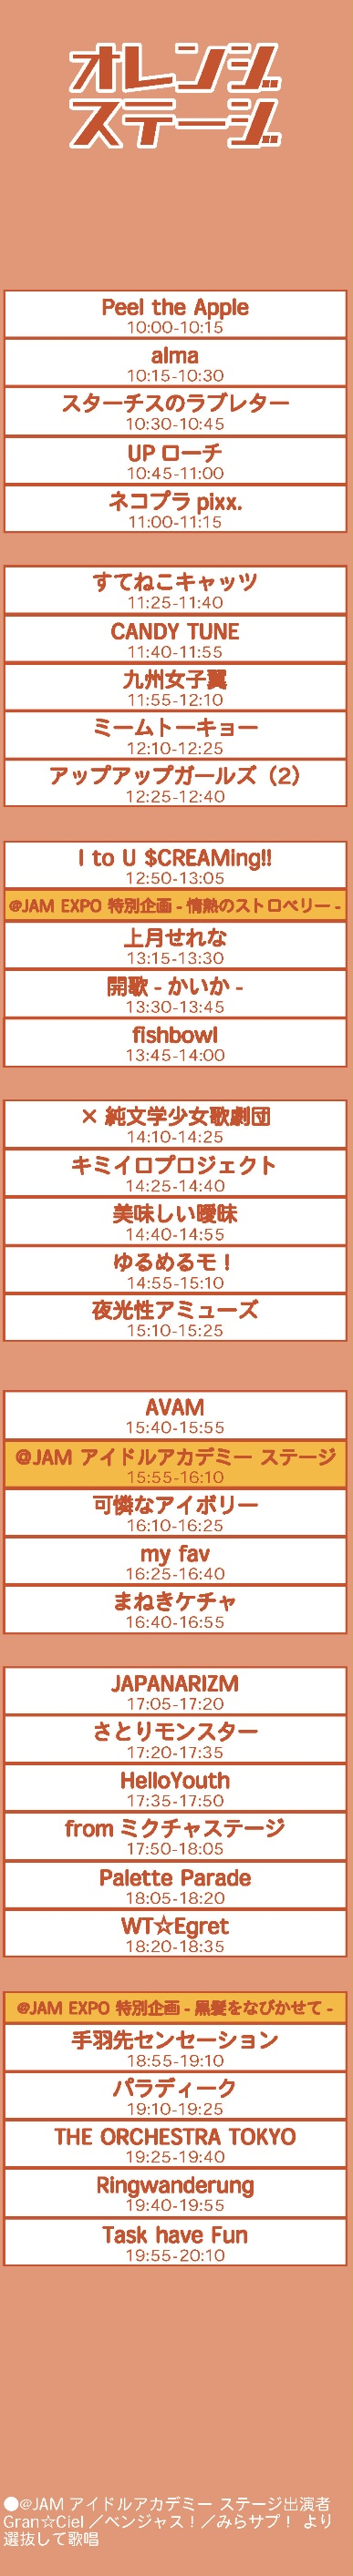 オレンジ
ステージ
Peel the Apple
10:00-10:15
alma
10:15-10:30
スターチスのラブレター
10:30-10:45
UPローチ
10:45-11:00
ネコプラpixx.
11:00-11:15
すてねこキャッツ
11:25-11:40
CANDY TUNE
11:40-11:55
九州女子翼
11:55-12:10
ミームトーキョー
12:10-12:25
アップアップガールズ（2）
12:25-12:40
I to U $CREAMing!!
12:50-13:05
@JAM EXPO 特別企画 - 情熱のストロベリー -
上月せれな
13:15-13:30
開歌 - かいか -
13:30-13:45
fishbowl
13:45-14:00
× 純文学少女歌劇団
14:10-14:25
キミイロプロジェクト
14:25-14:40
美味しい曖昧
14:40-14:55
ゆるめるモ！
14:55-15:10
夜光性アミューズ
15:10-15:25
AVAM
15:40-15:55
@JAM アイドルアカデミー ステージ
15:55-16:10
可憐なアイボリー
16:10-16:25
my fav
16:25-16:40
まねきケチャ
16:40-16:55
JAPANARIZM
17:05-17:20
さとりモンスター
17:20-17:35
HelloYouth
17:35-17:50
from ミクチャステージ
17:50-18:05
Palette Parade
18:05-18:20
WT☆Egret
18:20-18:35
@JAM EXPO 特別企画 - 黒髪をなびかせて -
手羽先センセーション
18:55-19:10
パラディーク
19:10-19:25
THE ORCHESTRA TOKYO
19:25-19:40
Ringwanderung
19:40-19:55
Task have Fun
19:55-20:10
●@JAM アイドルアカデミー ステージ出演者
Gran☆Ciel ／ベンジャス！／みらサプ！ より
選抜して歌唱